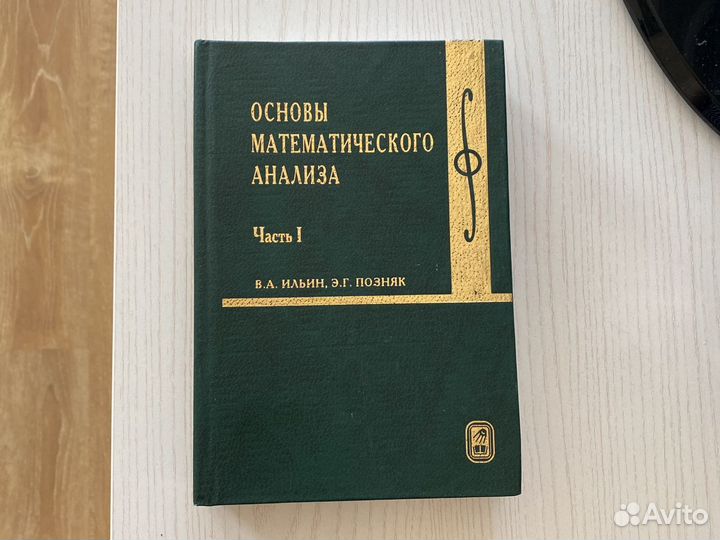 ОСНОВЫ
МАТЕМАТИЧЕСКОГО
АНАЛИЗА
Часть I
В.А. ИЛЬИН, Э.Г. ПОЗНЯК
Avito